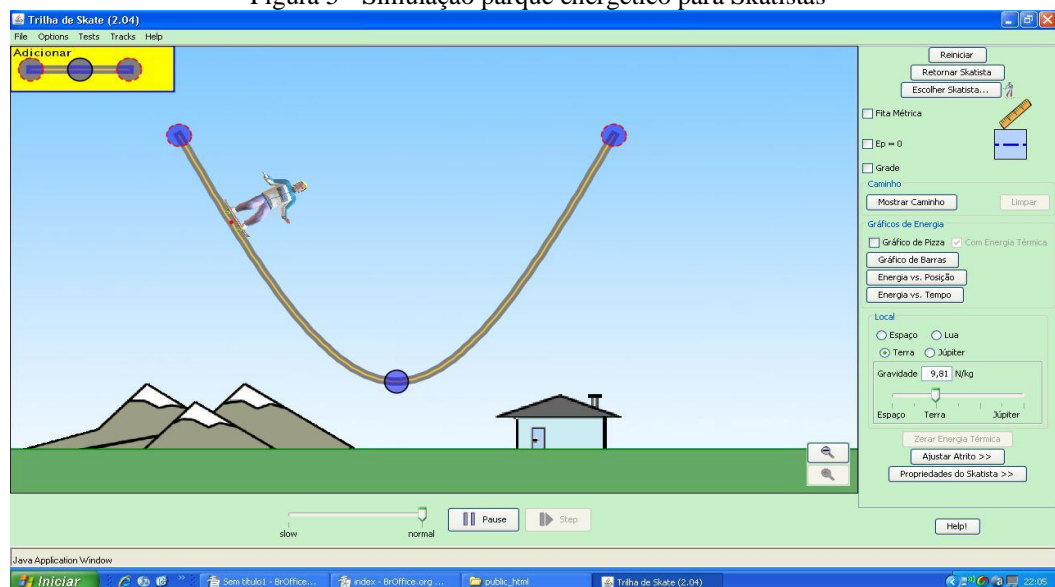 Figura 3 - Simulação parque energético para Skatistas
Trilha de Skate (2.04)
File Options Tests Tracks Help
Adicionar
Reiniciar
Retornar Skatista
Escolher Skatista...
Fita Métrica
Ep = 0
Grade
Caminho
Mostrar Caminho Limpar
Gráficos de Energia
Gráfico de Pizza Com Energia Térmica
Gráfico de Barras
Energia vs. Posição
Energia vs. Tempo
Local
Espaço Lua
Terra Júpiter
Gravidade 9,81 N/kg
Espaço Terra Júpiter
Zerar Energia Térmica
Ajustar Atrito >>
Propriedades do Skatista >>
slow normal
Pause Step
Help!
Java Application Window
Iniciar
Sem título1 - BrOffice... index - BrOffice.org ... public_html Trilha de Skate (2.04) 22:05